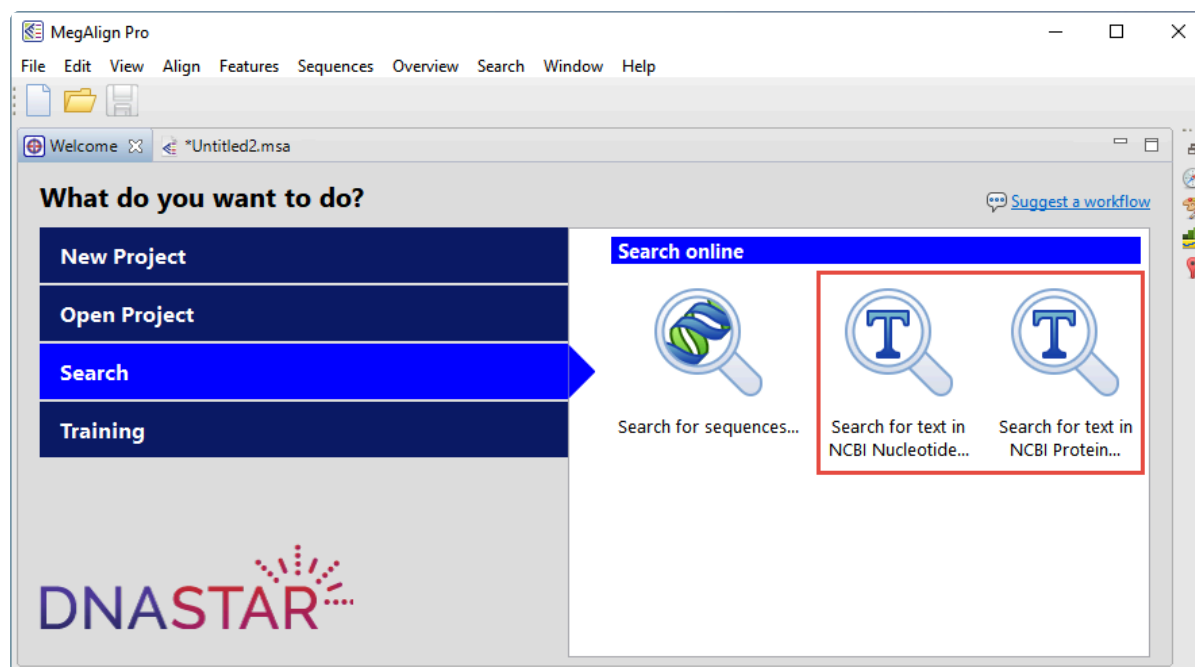 MegAlign Pro
File Edit View Align Features Sequences Overview Search Window Help
Welcome *Untitled2.msa
What do you want to do?
Suggest a workflow
New Project
Open Project
Search
Training
Search online
Search for sequences...
Search for text in
NCBI Nucleotide...
Search for text in
NCBI Protein...
DNASTAR